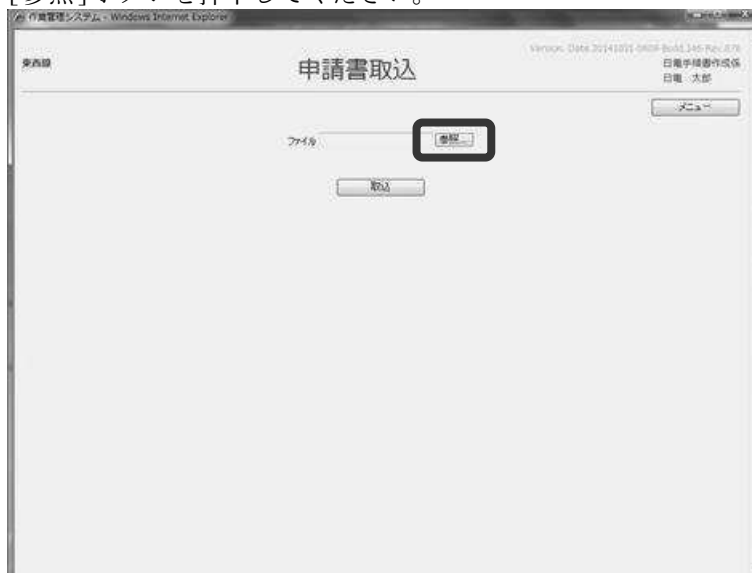 [参照]ボタンを押下してください。
作業管理システム - Windows Internet Explorer
東西線
申請書取込
日電手順書作成係
日電 太郎
メニュー
ファイル
参照...
取込